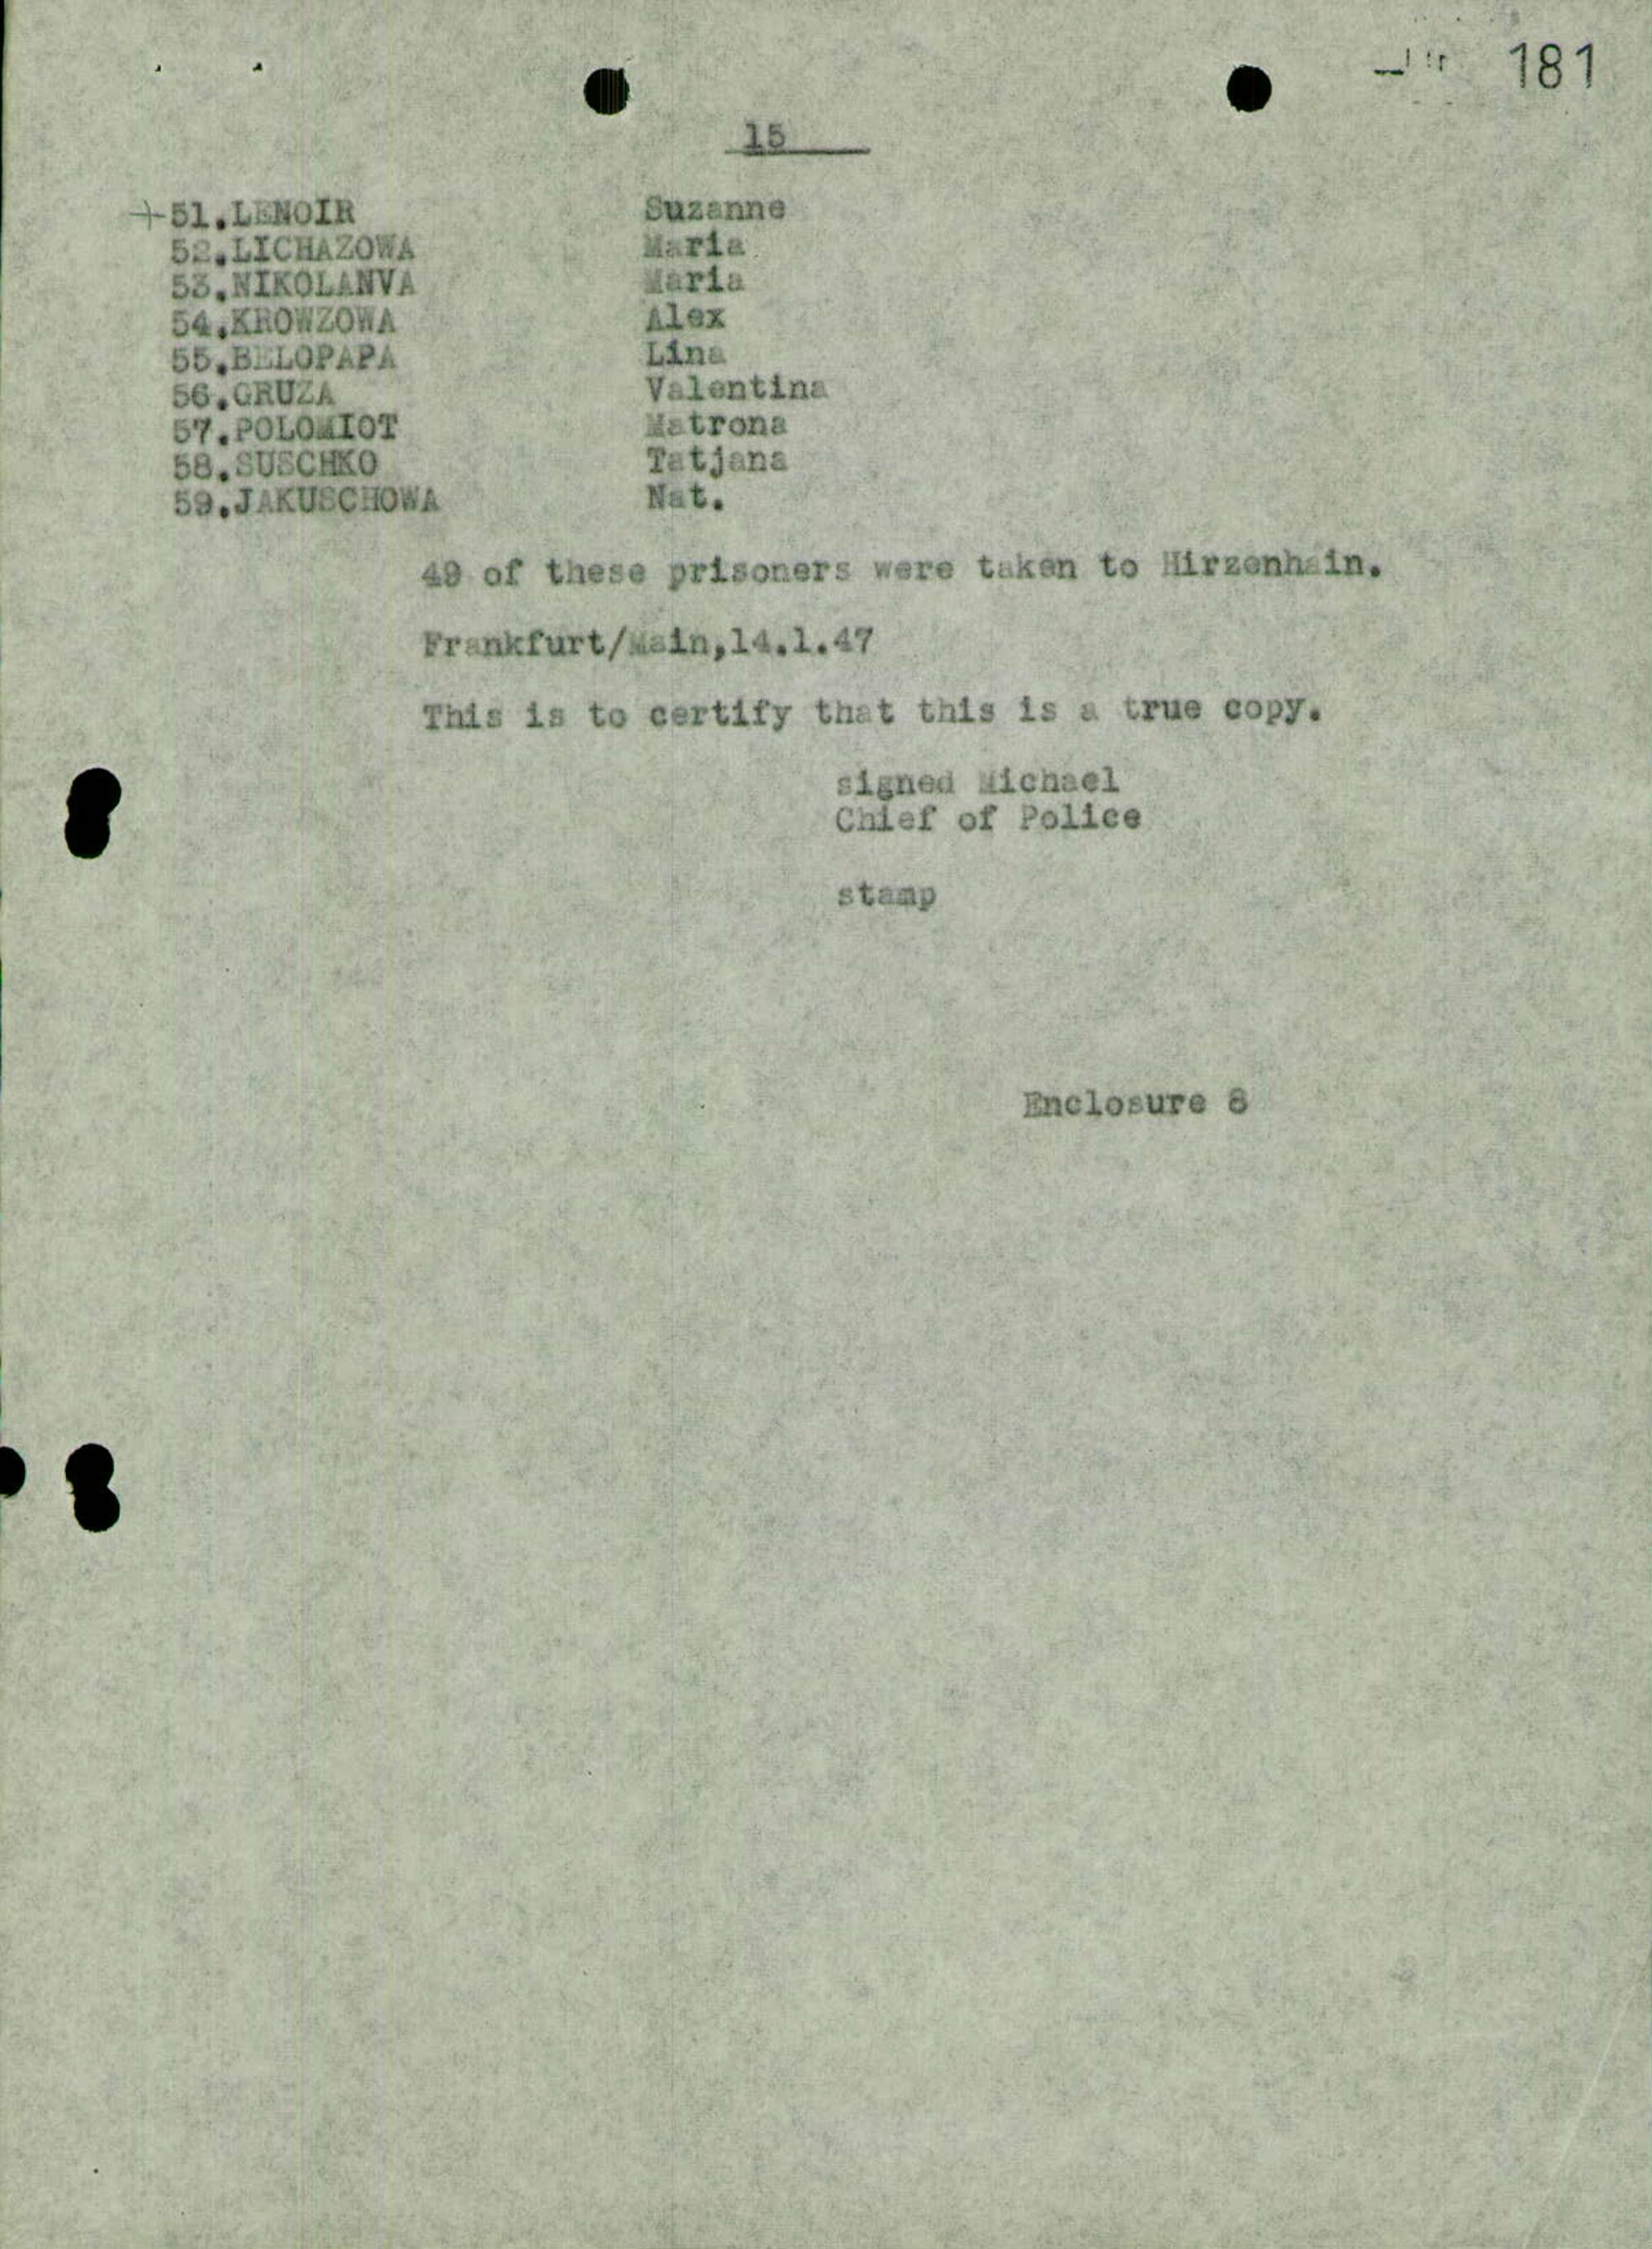 181
15
+51.LENOIR Suzanne
52.LICHAZOWA Maria
53.NIKOLANVA Maria
54.KROWZOWA Alex
55.BELOPAPA Lina
56.GRUZA Valentina
57.POLOMIOT Matrona
58.SUSCHKO Tatjana
59.JAKUSCHOWA Nat.
49 of these prisoners were taken to Hirzenhain.
Frankfurt/Main,14.1.47
This is to certify that this is a true copy.
signed Michael
Chief of Police
stamp
Enclosure 8